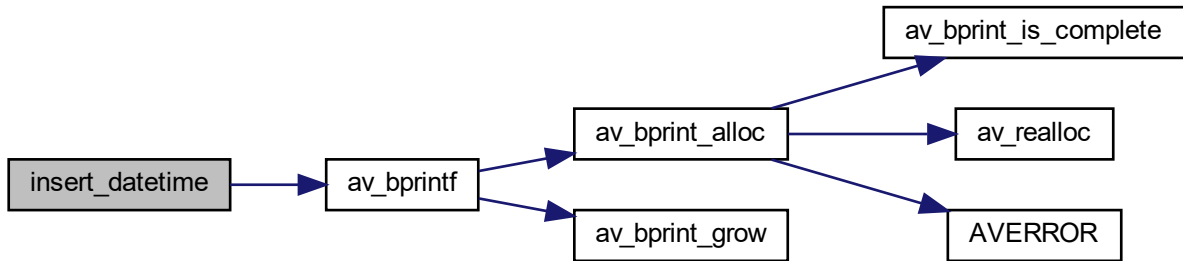 av_bprint_is_complete
av_bprint_alloc
av_realloc
insert_datetime
av_bprintf
av_bprint_grow
AVERROR